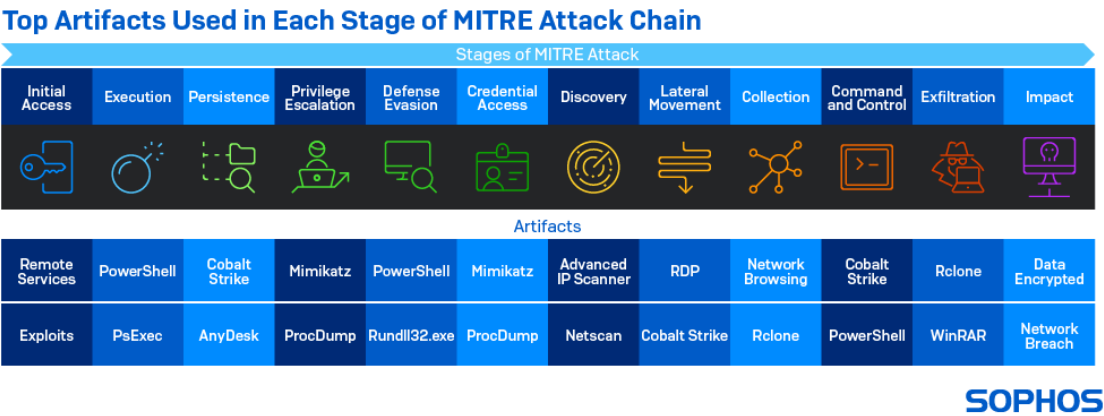 Top Artifacts Used in Each Stage of MITRE Attack Chain
Stages of MITRE Attack
Initial Access
Execution
Persistence
Privilege Escalation
Defense Evasion
Credential Access
Discovery
Lateral Movement
Collection
Command and Control
Exfiltration
Impact
Artifacts
Remote Services
PowerShell
Cobalt Strike
Mimikatz
PowerShell
Mimikatz
Advanced IP Scanner
RDP
Network Browsing
Cobalt Strike
Rclone
Data Encrypted
Exploits
PsExec
AnyDesk
ProcDump
Rundll32.exe
ProcDump
Netscan
Cobalt Strike
Rclone
PowerShell
WinRAR
Network Breach
SOPHOS